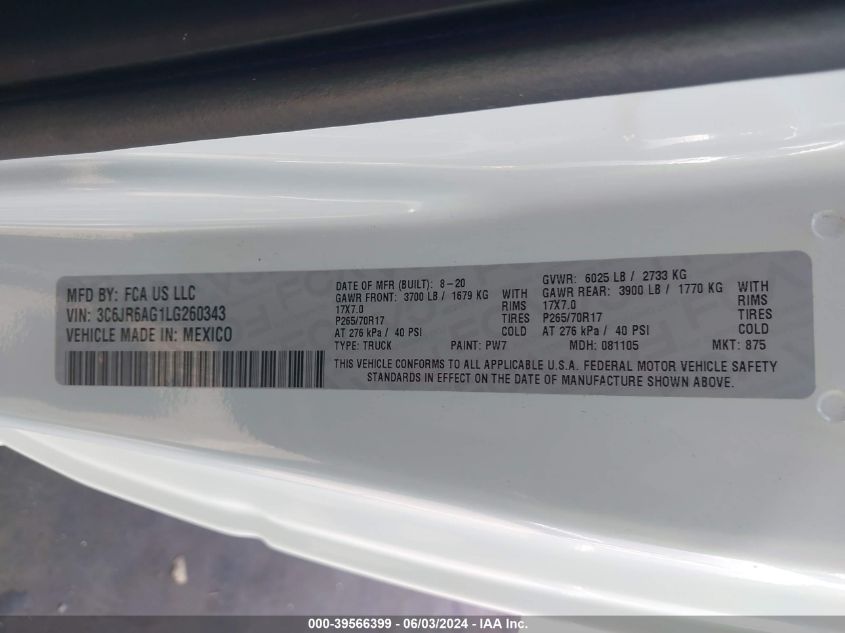 MFD BY: FCA US LLC
VIN: 3C6JR6AG1LG260343
VEHICLE MADE IN: MEXICO
DATE OF MFR (BUILT): 8-20
GAWR FRONT: 3700 LB / 1679 KG WITH
17X7.0 RIMS
P265/70R17 TIRES
AT 276 kPa / 40 PSI COLD
GVWR: 6025 LB / 2733 KG
GAWR REAR: 3900 LB / 1770 KG WITH
17X7.0 RIMS
P265/70R17 TIRES
AT 276 kPa / 40 PSI COLD
TYPE: TRUCK PAINT: PW7 MDH: 081105 MKT: 875
THIS VEHICLE CONFORMS TO ALL APPLICABLE U.S.A. FEDERAL MOTOR VEHICLE SAFETY
STANDARDS IN EFFECT ON THE DATE OF MANUFACTURE SHOWN ABOVE.
000-39566399 - 06/03/2024 - IAA Inc.